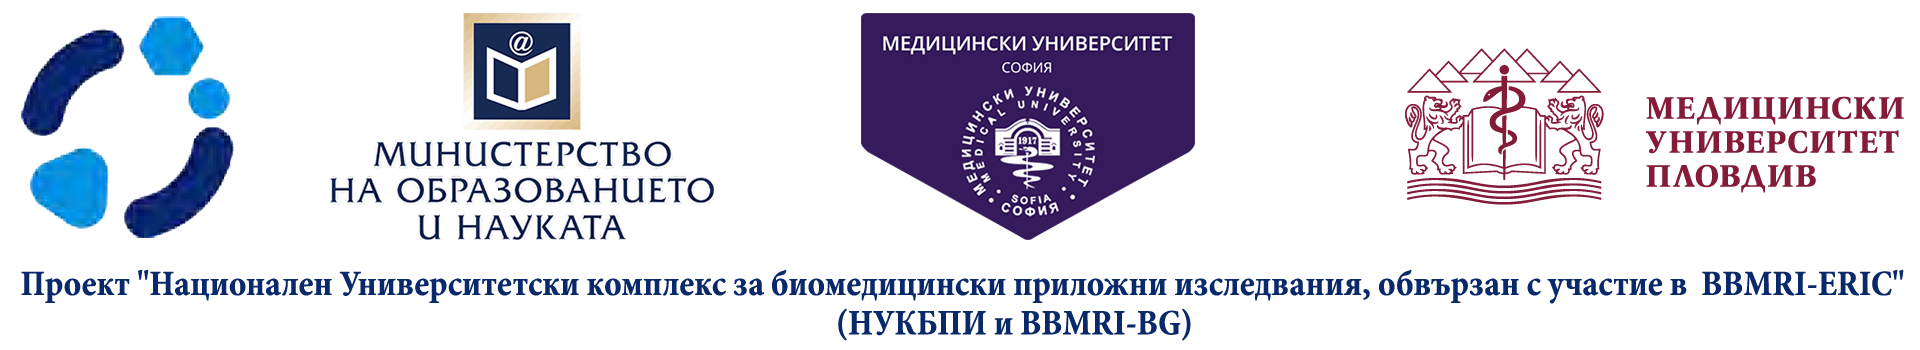 @
МИНИСТЕРСТВО
НА ОБРАЗОВАНИЕТО
И НАУКАТА
МЕДИЦИНСКИ УНИВЕРСИТЕТ
СОФИЯ
МЕДИЦИНСКИ УНИВЕРСИТЕТ
MEDICAL UNIVERSITY
1917
SOFIA
• СОФИЯ •
МЕДИЦИНСКИ
УНИВЕРСИТЕТ
ПЛОВДИВ
Проект "Национален Университетски комплекс за биомедицински приложни изследвания, обвързан с участие в BBMRI-ERIC"
(НУКБПИ и BBMRI-BG)